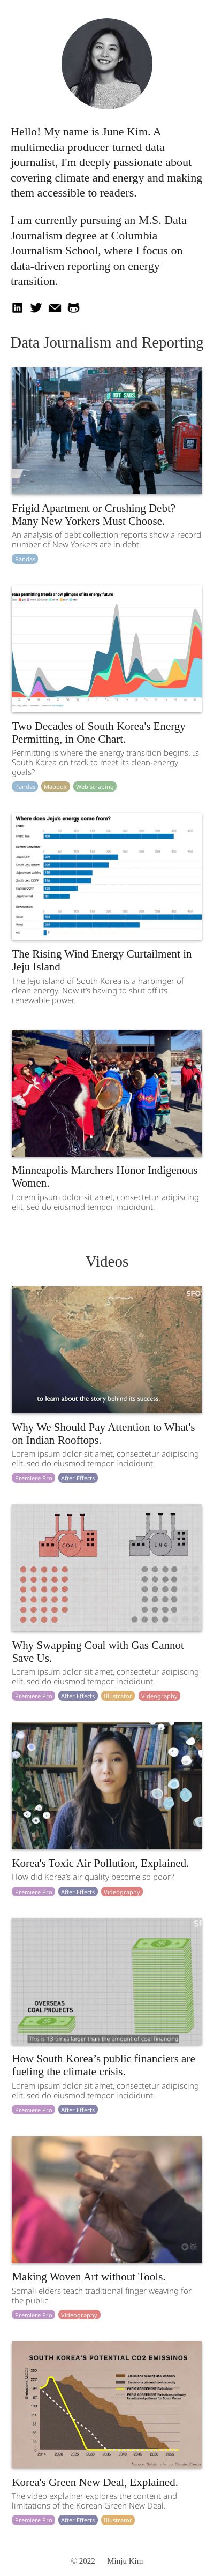 Hello! My name is June Kim. A
multimedia producer turned data
journalist, I'm deeply passionate about
covering climate and energy and making
them accessible to readers.
I am currently pursuing an M.S. Data
Journalism degree at Columbia
Journalism School, where I focus on
data-driven reporting on energy
transition.
Data Journalism and Reporting
Frigid Apartment or Crushing Debt?
Many New Yorkers Must Choose.
An analysis of debt collection reports show a record
number of New Yorkers are in debt.
Pandas
permitting trends show glimpse of its energy future
Two Decades of South Korea's Energy
Permitting, in One Chart.
Permitting is where the energy transition begins. Is
South Korea on track to meet its clean-energy
goals?
Pandas Mapbox Web scraping
Where does Jeju's energy come from?
The Rising Wind Energy Curtailment in
Jeju Island
The Jeju island of South Korea is a harbinger of
clean energy. Now it's having to shut off its
renewable power.
Minneapolis Marchers Honor Indigenous
Women.
Lorem ipsum dolor sit amet, consectetur adipiscing
elit, sed do eiusmod tempor incididunt.
Videos
SFO
to learn about the story behind its success.
Why We Should Pay Attention to What's
on Indian Rooftops.
Lorem ipsum dolor sit amet, consectetur adipiscing
elit, sed do eiusmod tempor incididunt.
Premiere Pro After Effects
COAL LNG
Why Swapping Coal with Gas Cannot
Save Us.
Lorem ipsum dolor sit amet, consectetur adipiscing
elit, sed do eiusmod tempor incididunt.
Premiere Pro After Effects Illustrator Videography
Korea's Toxic Air Pollution, Explained.
How did Korea's air quality become so poor?
Premiere Pro After Effects Videography
OVERSEAS
COAL PROJECTS
This is 13 times larger than the amount of coal financing
How South Korea’s public financiers are
fueling the climate crisis.
Lorem ipsum dolor sit amet, consectetur adipiscing
elit, sed do eiusmod tempor incididunt.
Premiere Pro After Effects
Making Woven Art without Tools.
Somali elders teach traditional finger weaving for
the public.
Premiere Pro Videography
SOUTH KOREA'S POTENTIAL CO2 EMISSINOS
Korea's Green New Deal, Explained.
The video explainer explores the content and
limitations of the Korean Green New Deal.
Premiere Pro After Effects Illustrator
© 2022 — Minju Kim